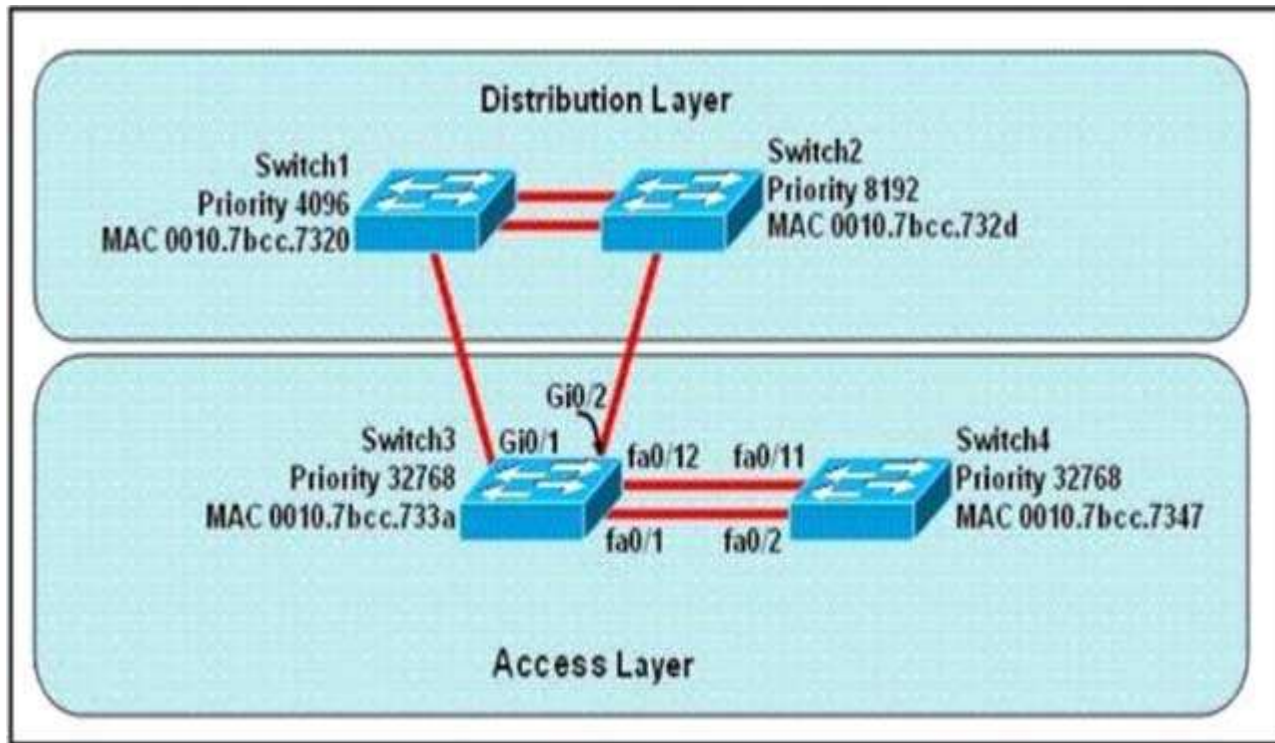 Distribution Layer
Switch1
Priority 4096
MAC 0010.7bcc.7320
Switch2
Priority 8192
MAC 0010.7bcc.732d
Gi0/2
Switch3
Priority 32768
MAC 0010.7bcc.733a
Gi0/1
fa0/12
fa0/11
fa0/1
fa0/2
Switch4
Priority 32768
MAC 0010.7bcc.7347
Access Layer